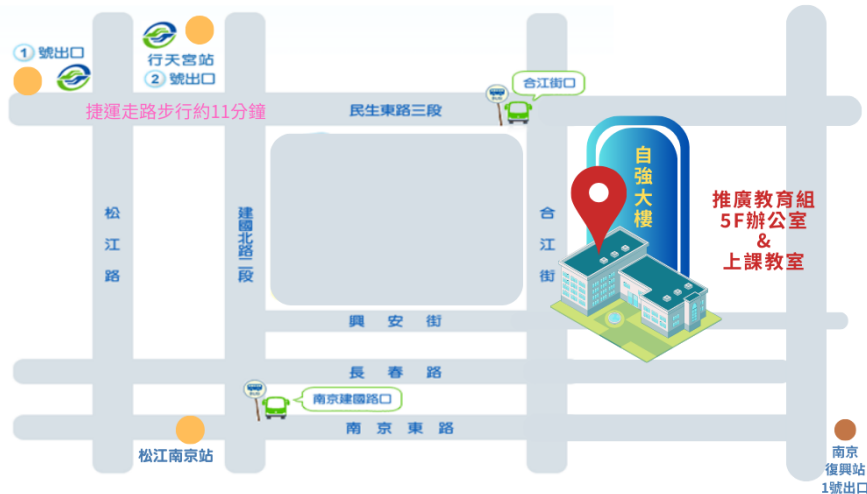 1 號出口
行天宮站
2 號出口
合江街口
捷運走路步行約11分鐘
民生東路三段
自強大樓
推廣教育組
5F辦公室
&
上課教室
松江路
建國北路二段
合江街
興安街
長春路
南京建國路口
南京東路
松江南京站
南京
復興站
1號出口